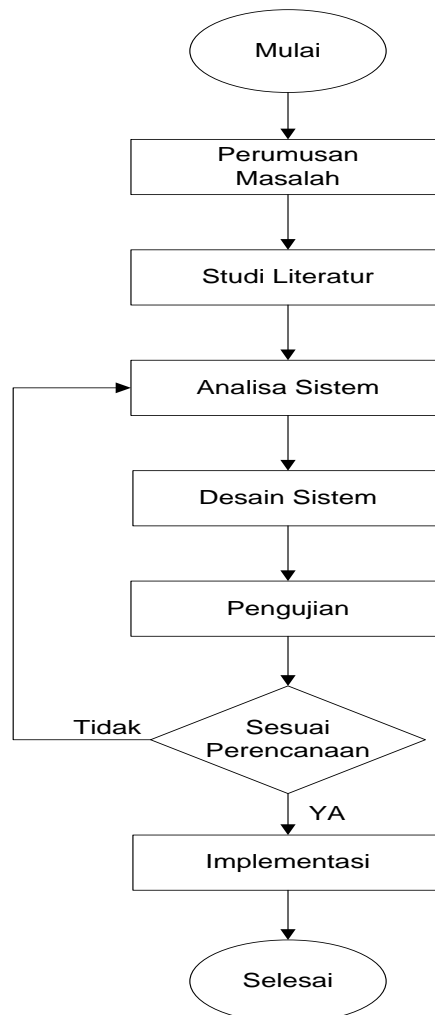 Mulai
Perumusan
Masalah
Studi Literatur
Analisa Sistem
Desain Sistem
Pengujian
Tidak
Sesuai
Perencanaan
YA
Implementasi
Selesai